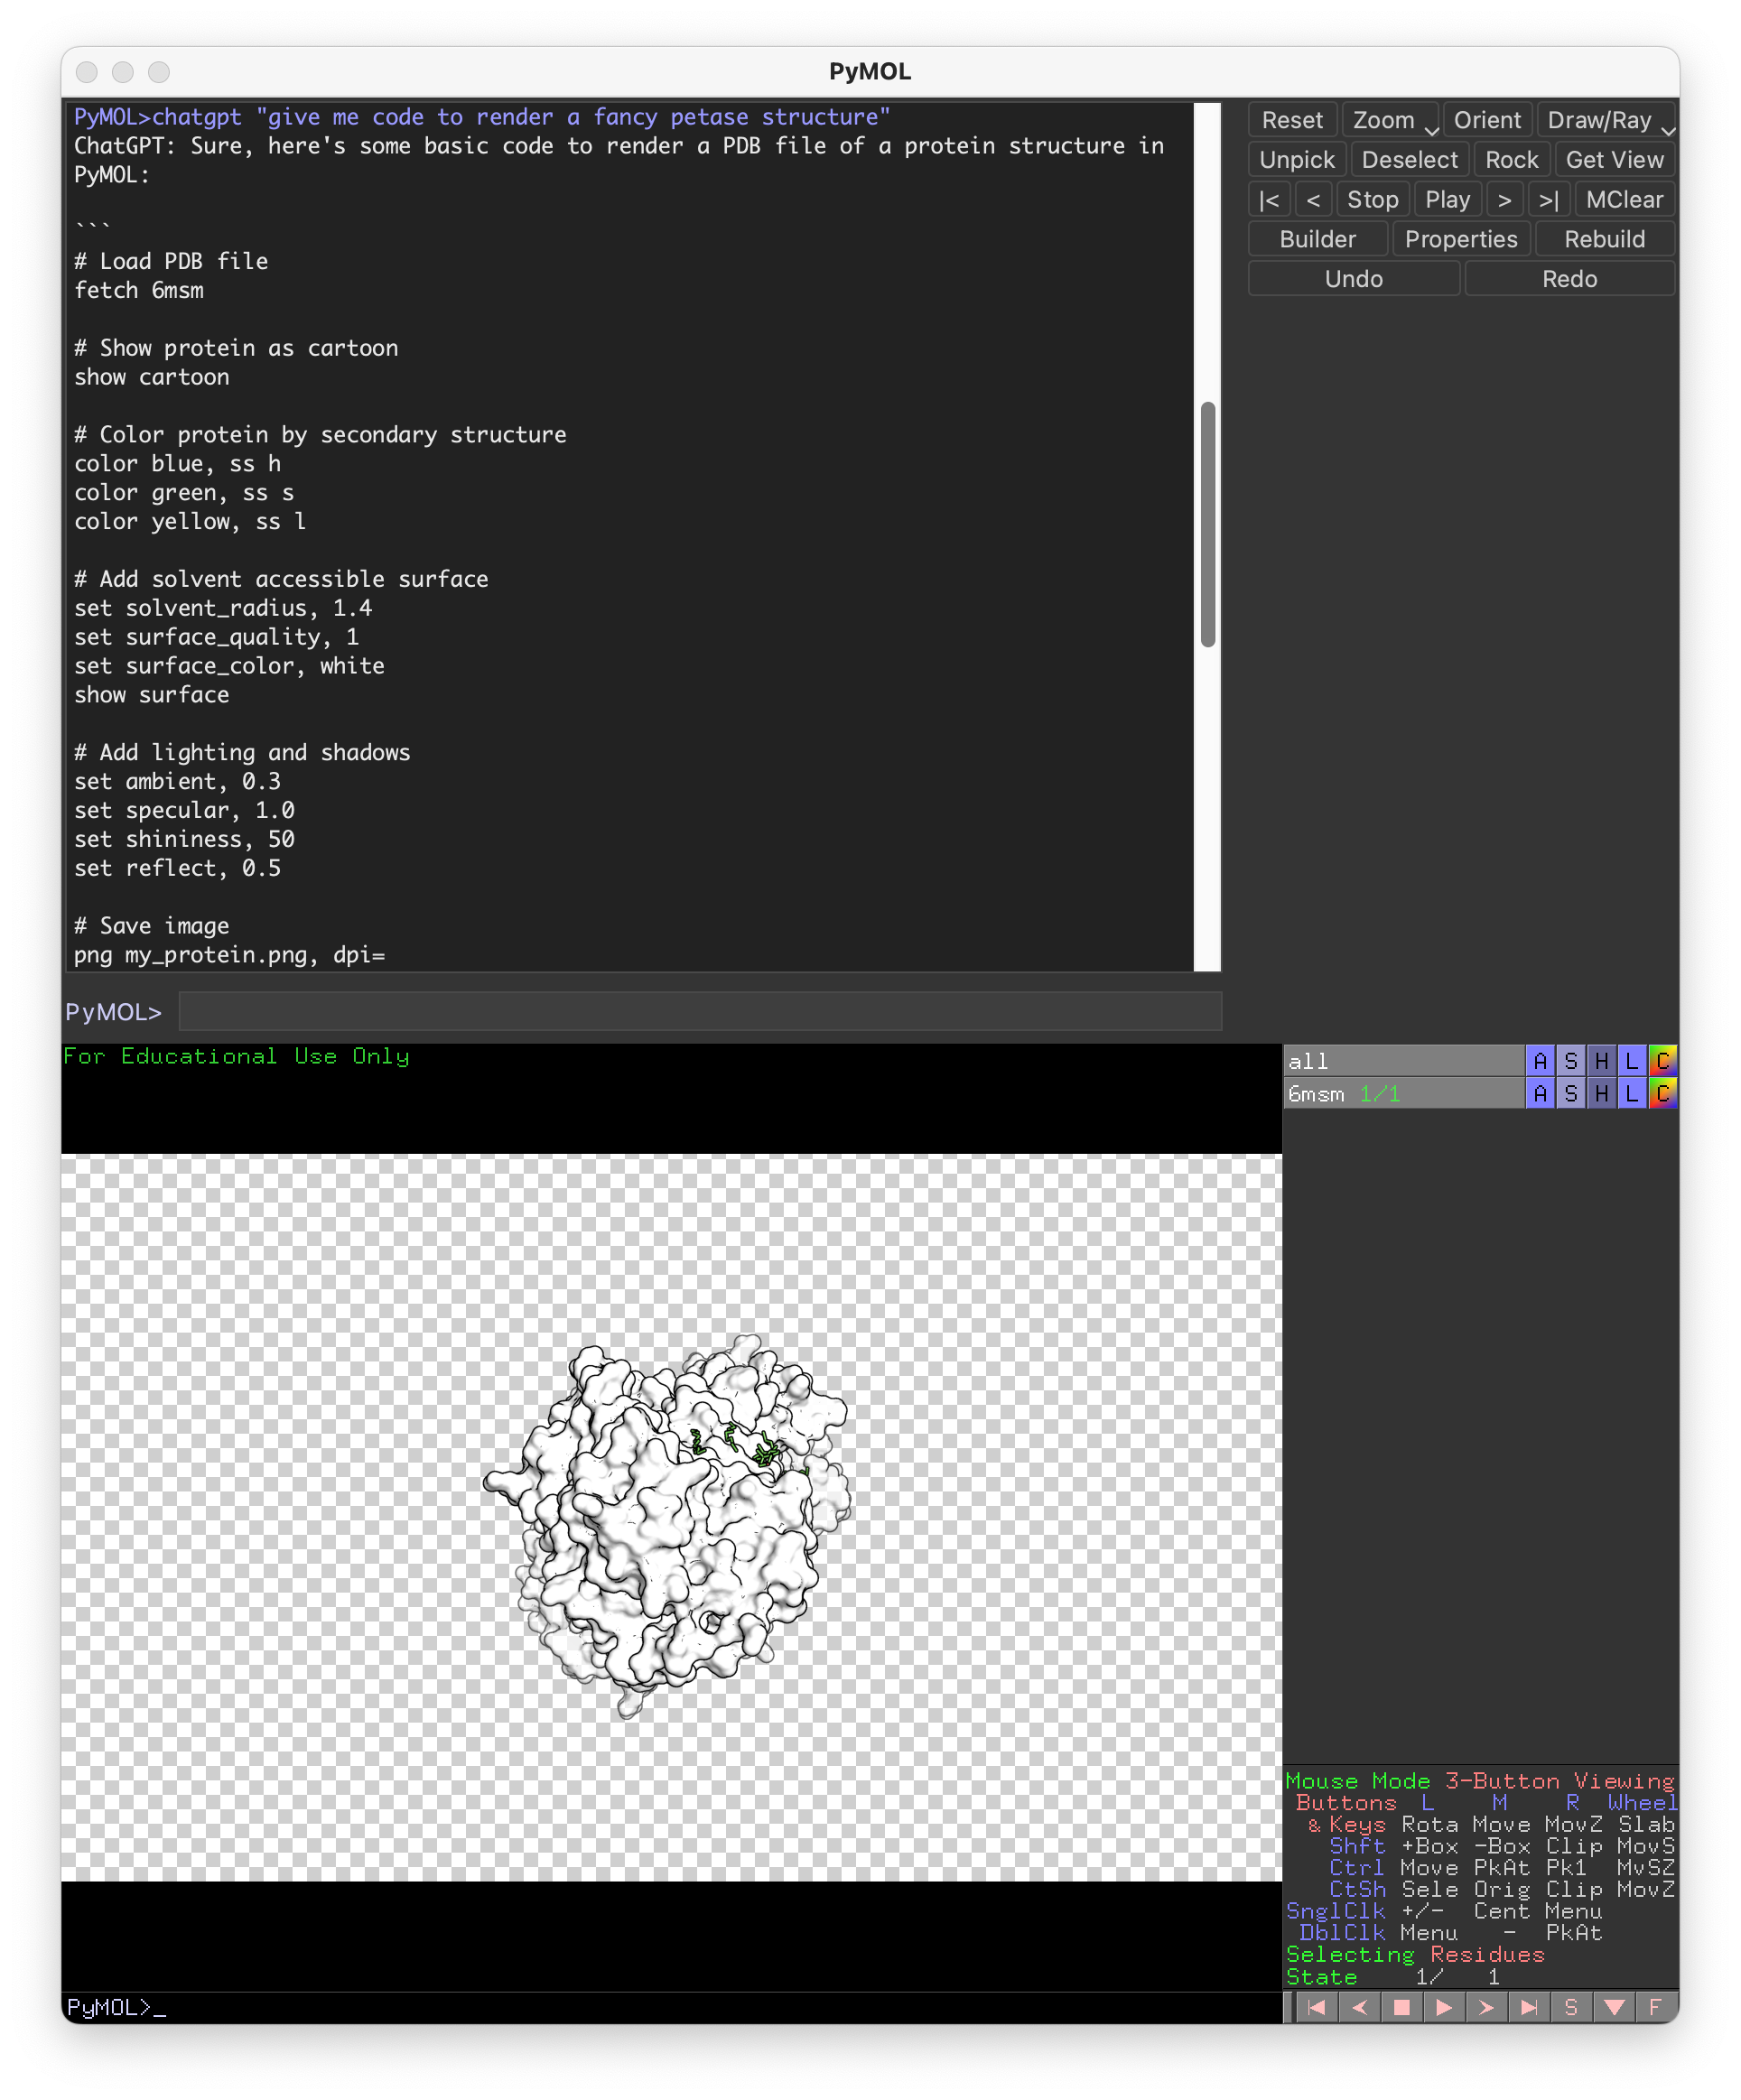 PyMOL
PyMOL>chatgpt "give me code to render a fancy petase structure"
ChatGPT: Sure, here's some basic code to render a PDB file of a protein structure in
PyMOL:
```
# Load PDB file
fetch 6msm
# Show protein as cartoon
show cartoon
# Color protein by secondary structure
color blue, ss h
color green, ss s
color yellow, ss l
# Add solvent accessible surface
set solvent_radius, 1.4
set surface_quality, 1
set surface_color, white
show surface
# Add lighting and shadows
set ambient, 0.3
set specular, 1.0
set shininess, 50
set reflect, 0.5
# Save image
png my_protein.png, dpi=
PyMOL>
Reset Zoom Orient Draw/Ray
Unpick Deselect Rock Get View
|< < Stop Play > >| MClear
Builder Properties Rebuild
Undo Redo
For Educational Use Only
all A S H L C
6msm 1/1 A S H L C
Mouse Mode 3-Button Viewing
Buttons L M R Wheel
& Keys Rota Move MovZ Slab
Shft +Box -Box Clip MovS
Ctrl Move PkAt Pk1 MvSZ
CtSh Sele Orig Clip MovZ
SnglClk +/- Cent Menu
DblClk Menu - PkAt
Selecting Residues
State 1/ 1
PyMOL>_
S F